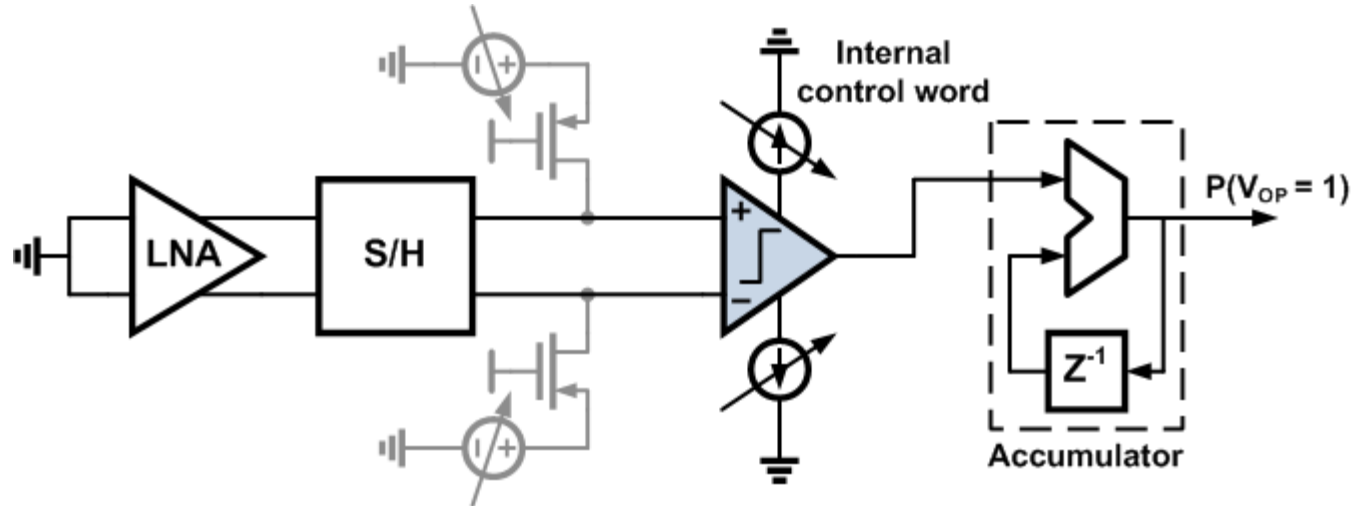 Internal
control word
LNA
S/H
+
−
− +
− +
P(V_OP = 1)
Z^-1
Accumulator